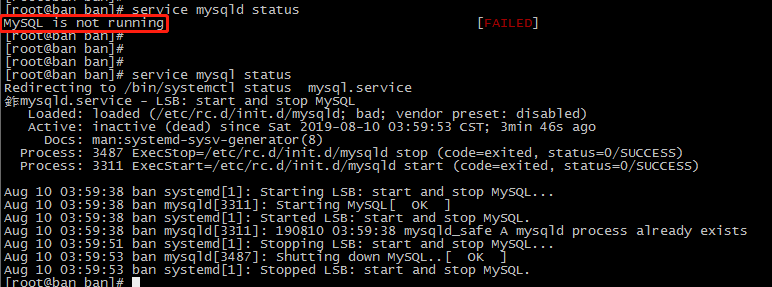 [root@ban ban]# service mysqld status
MySQL is not running [FAILED]
[root@ban ban]#
[root@ban ban]#
[root@ban ban]#
[root@ban ban]# service mysql status
Redirecting to /bin/systemctl status  mysql.service
鈼mysqld.service - LSB: start and stop MySQL
Loaded: loaded (/etc/rc.d/init.d/mysqld; bad; vendor preset: disabled)
Active: inactive (dead) since Sat 2019-08-10 03:59:53 CST; 3min 46s ago
Docs: man:systemd-sysv-generator(8)
Process: 3487 ExecStop=/etc/rc.d/init.d/mysqld stop (code=exited, status=0/SUCCESS)
Process: 3311 ExecStart=/etc/rc.d/init.d/mysqld start (code=exited, status=0/SUCCESS)
Aug 10 03:59:38 ban systemd[1]: Starting LSB: start and stop MySQL...
Aug 10 03:59:38 ban mysqld[3311]: Starting MySQL[  OK  ]
Aug 10 03:59:38 ban systemd[1]: Started LSB: start and stop MySQL.
Aug 10 03:59:38 ban mysqld[3311]: 190810 03:59:38 mysqld_safe A mysqld process already exists
Aug 10 03:59:51 ban systemd[1]: Stopping LSB: start and stop MySQL...
Aug 10 03:59:53 ban mysqld[3487]: Shutting down MySQL..[  OK  ]
Aug 10 03:59:53 ban systemd[1]: Stopped LSB: start and stop MySQL.
[root@ban ban]#